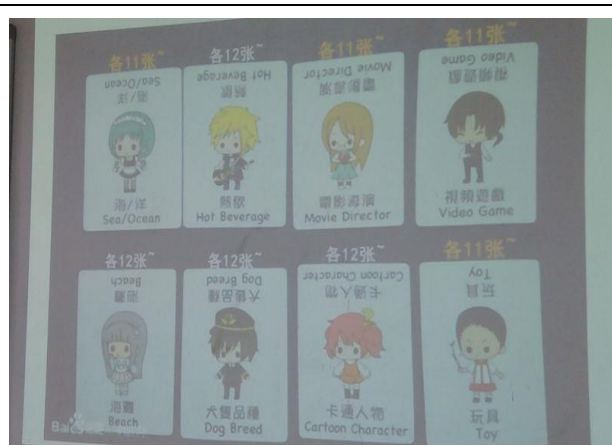 各11张~
Sea/Ocean
海/洋
海/洋
Sea/Ocean
各12张~
Hot Beverage
熱飲
熱飲
Hot Beverage
各11张~
Movie Director
電影導演
電影導演
Movie Director
各11张~
Video Game
視頻遊戲
視頻遊戲
Video Game
各12张~
Beach
海灘
海灘
Beach
各12张~
Dog Breed
犬隻品種
犬隻品種
Dog Breed
各12张~
Cartoon Character
卡通人物
卡通人物
Cartoon Character
各11张~
Toy
玩具
玩具
Toy